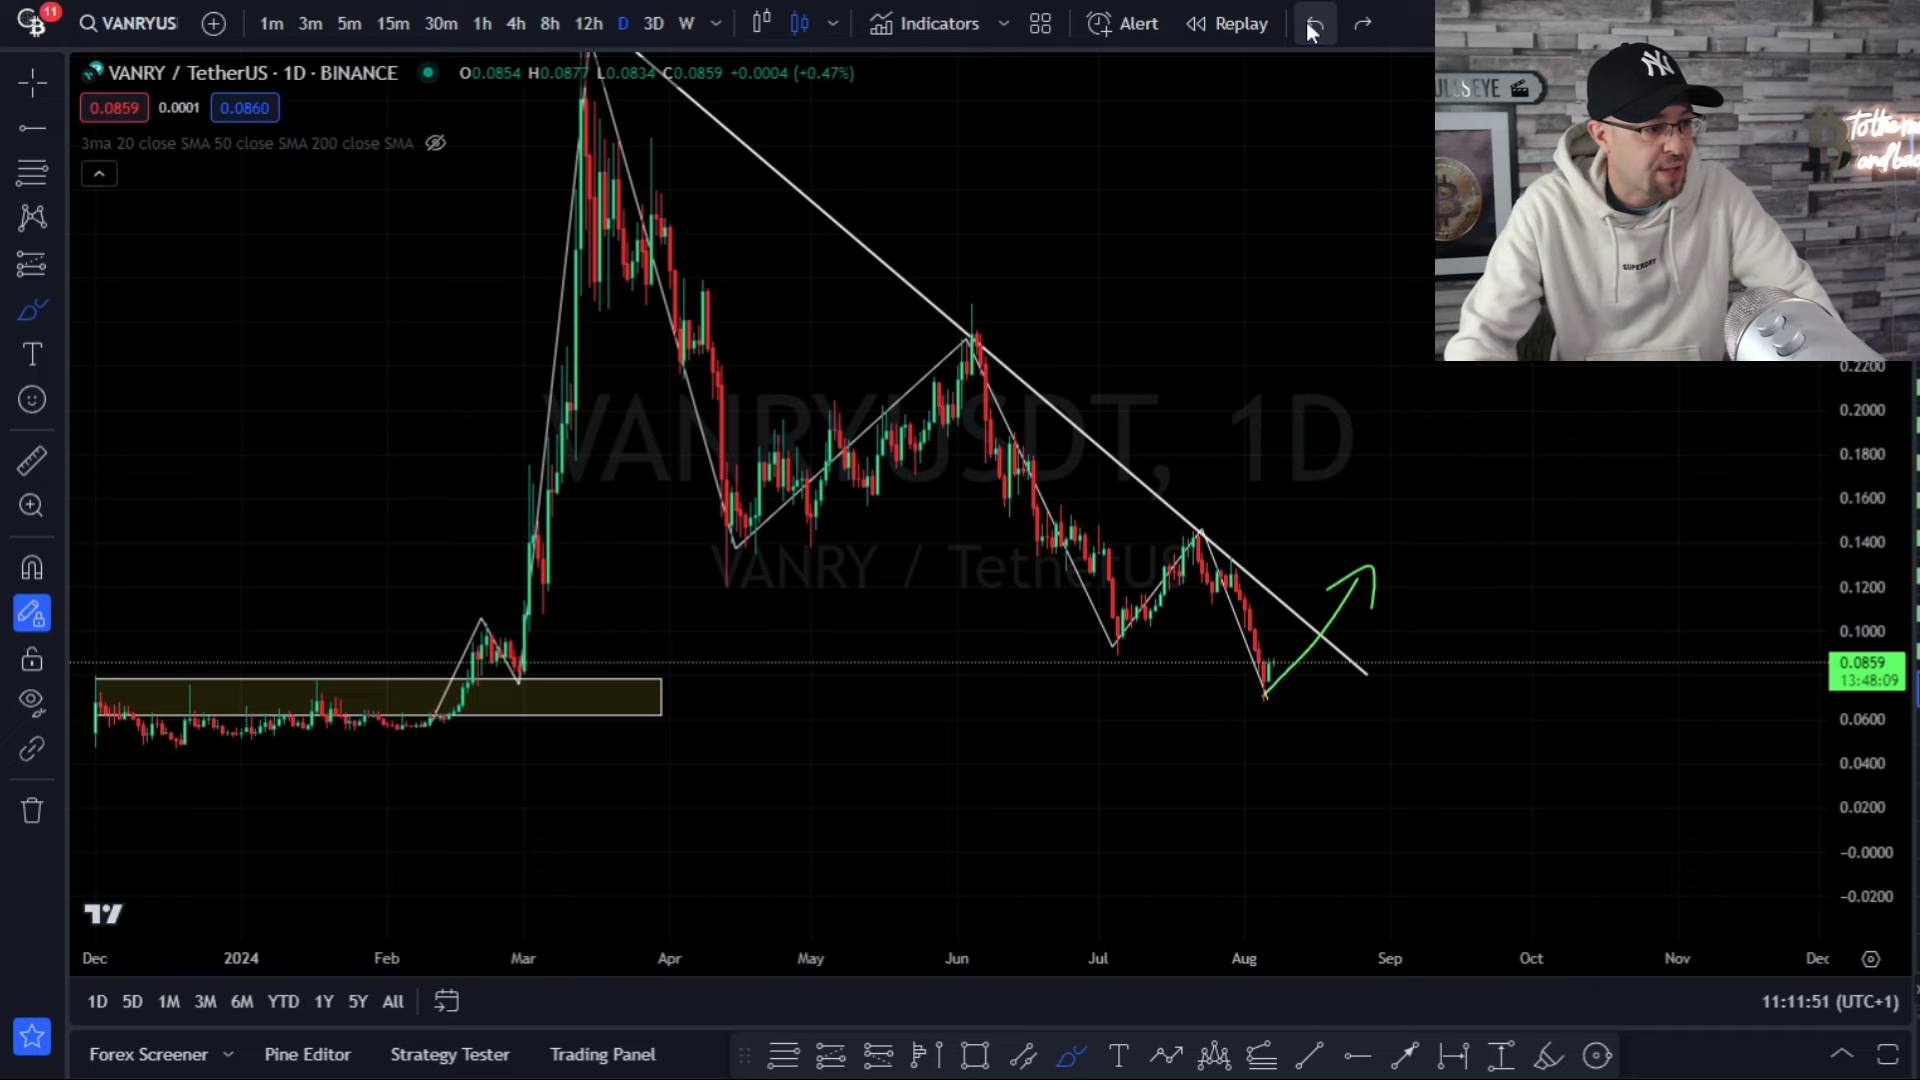 11
VANRYUS
1m 3m 5m 15m 30m 1h 4h 8h 12h D 3D W
Indicators
Alert
Replay
VANRY / TetherUS · 1D · BINANCE
O0.0854 H0.0877 L0.0834 C0.0859 +0.0004 (+0.47%)
0.0859 0.0001 0.0860
3ma 20 close SMA 50 close SMA 200 close SMA
VANRYUSDT, 1D
VANRY / TetherUS
SUPERDRY
To the
and
0.2200
0.2000
0.1800
0.1600
0.1400
0.1200
0.1000
0.0859
13:48:09
0.0600
0.0400
0.0200
−0.0000
−0.0200
Dec 2024 Feb Mar Apr May Jun Jul Aug Sep Oct Nov Dec
1D 5D 1M 3M 6M YTD 1Y 5Y All
11:11:51 (UTC+1)
Forex Screener Pine Editor Strategy Tester Trading Panel